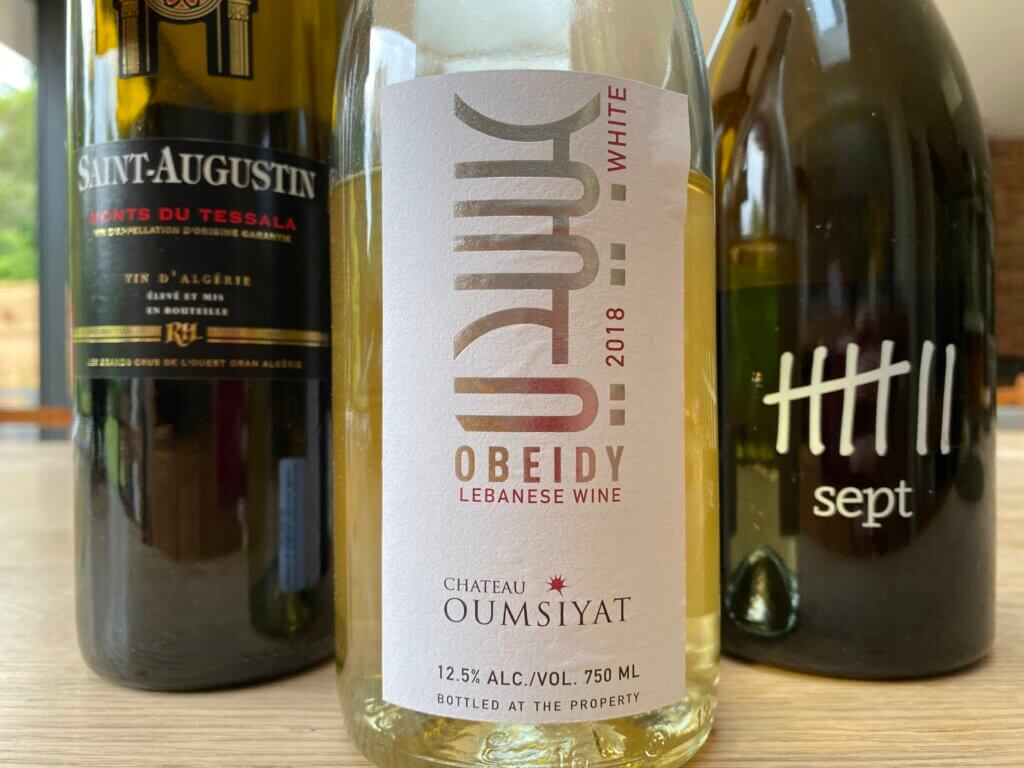 SAINT-AUGUSTIN
MONTS DU TESSALA
VIN D'APPELLATION D'ORIGINE GARANTIE
VIN D'ALGÉRIE
ÉLEVÉ ET MIS
EN BOUTEILLE
RH
LES GRANDS CRUS DE L'OUEST ORAN ALGÉRIE
2018 WHITE
OBEIDY
LEBANESE WINE
CHATEAU
OUMSIYAT
12.5% ALC./VOL. 750 ML
BOTTLED AT THE PROPERTY
sept